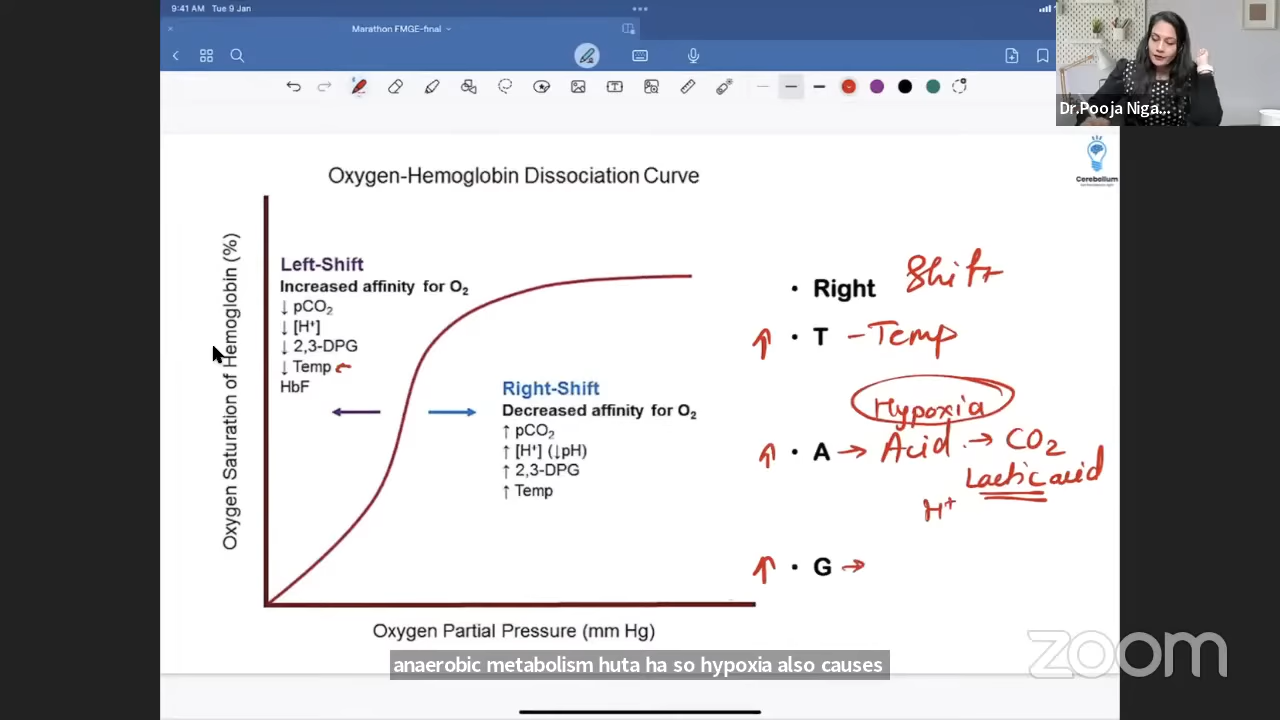 9:41 AM Tue 9 Jan
Marathon FMGE-final
Dr.Pooja Niga...
Cerebellum
Oxygen-Hemoglobin Dissociation Curve
Oxygen Saturation of Hemoglobin (%)
Left-Shift
Increased affinity for O₂
↓ pCO₂
↓ [H⁺]
↓ 2,3-DPG
↓ Temp ←
HbF
Right-Shift
Decreased affinity for O₂
↑ pCO₂
↑ [H⁺] (↓pH)
↑ 2,3-DPG
↑ Temp
Oxygen Partial Pressure (mm Hg)
• Right Shift
↑ • T - Temp
Hypoxia
↑ • A → Acid → CO₂
Lactic acid
H⁺
↑ • G →
zoom
anaerobic metabolism huta ha so hypoxia also causes